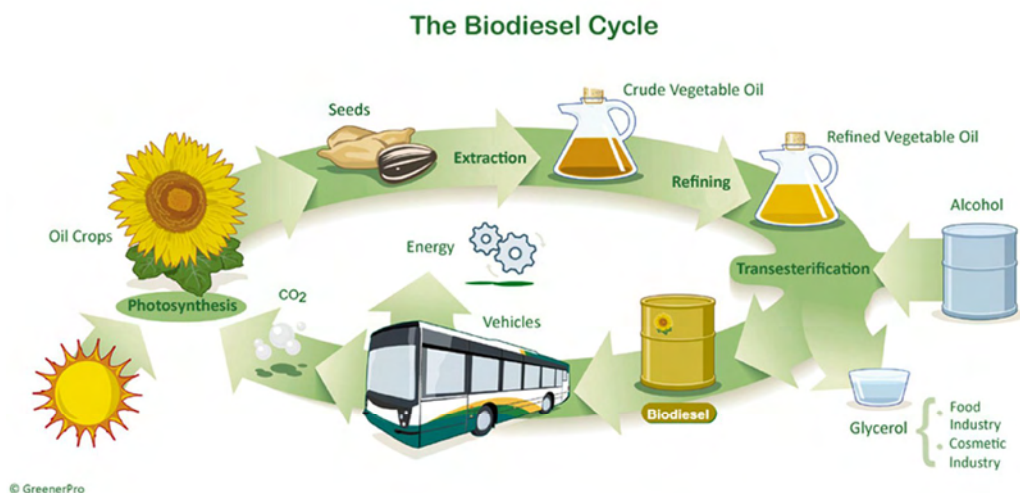 The Biodiesel Cycle
Seeds
Crude Vegetable Oil
Extraction
Refined Vegetable Oil
Refining
Oil Crops
Alcohol
Energy
Transesterification
Photosynthesis
CO2
Vehicles
Biodiesel
Glycerol
• Food
Industry
• Cosmetic
Industry
© GreenerPro